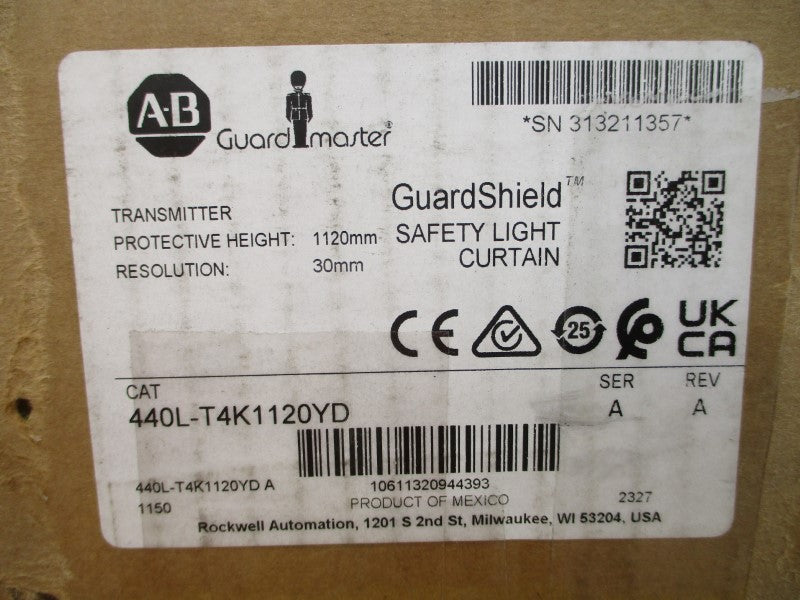 A-B
Guardmaster®
*SN 313211357*
TRANSMITTER
PROTECTIVE HEIGHT: 1120mm
RESOLUTION: 30mm
GuardShield™
SAFETY LIGHT
CURTAIN
CE 25 UK
CA
CAT SER REV
440L-T4K1120YD A A
440L-T4K1120YD A 10611320944393
1150 PRODUCT OF MEXICO 2327
Rockwell Automation, 1201 S 2nd St, Milwaukee, WI 53204, USA